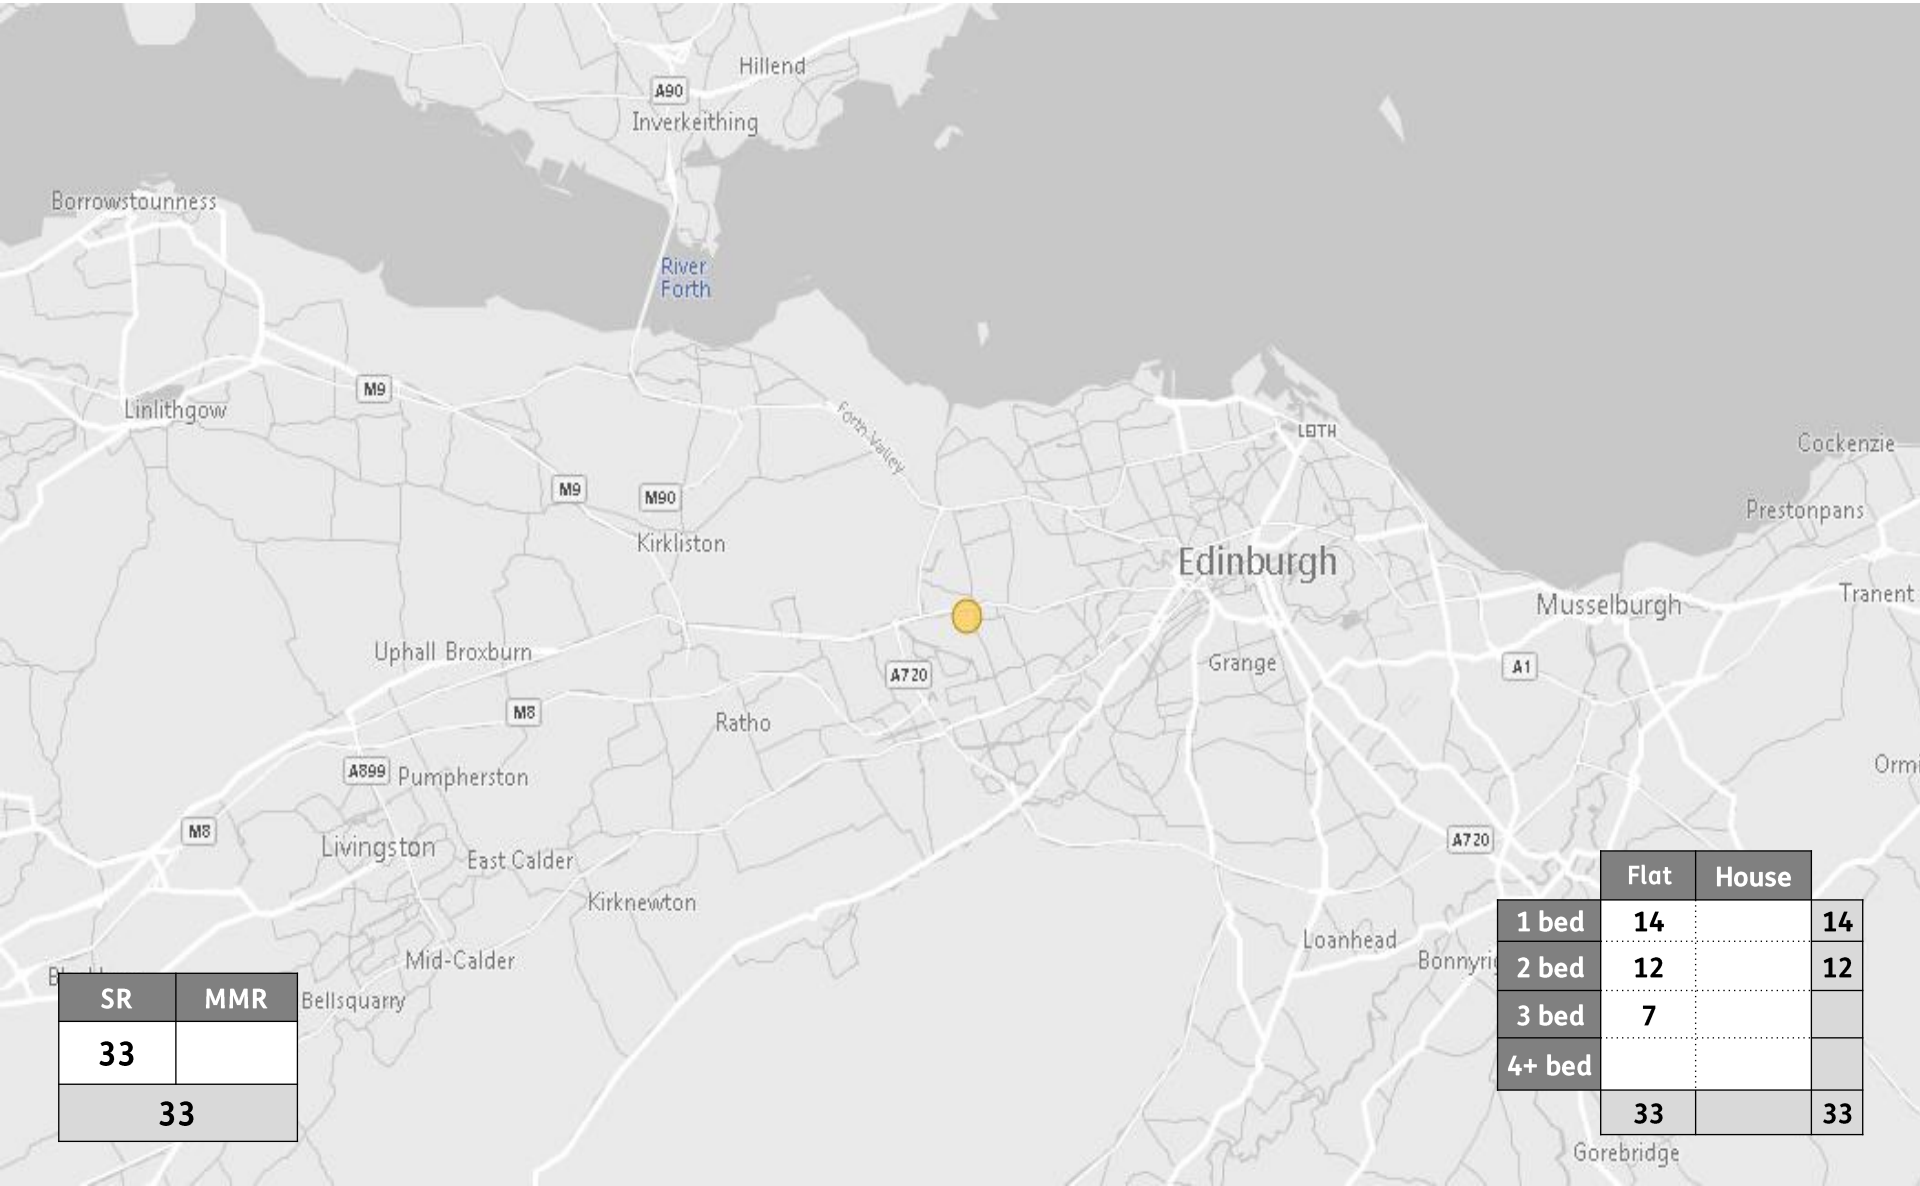 Hillend
A90
Inverkeithing
Borrowstounness
River
Forth
M9
Linlithgow
Forth Valley
LEITH
Cockenzie
M9
M90
Prestonpans
Kirkliston
Edinburgh
Tranent
Musselburgh
Uphall Broxburn
Grange
A1
A720
M8
Ratho
A899
Pumpherston
Ormi
M8
Livingston
East Calder
A720
Kirknewton
Loanhead
Bonnyrig
Mid-Calder
Bellsquarry
Gorebridge
SR MMR
33
33
Flat House
1 bed 14 14
2 bed 12 12
3 bed 7
4+ bed
33 33